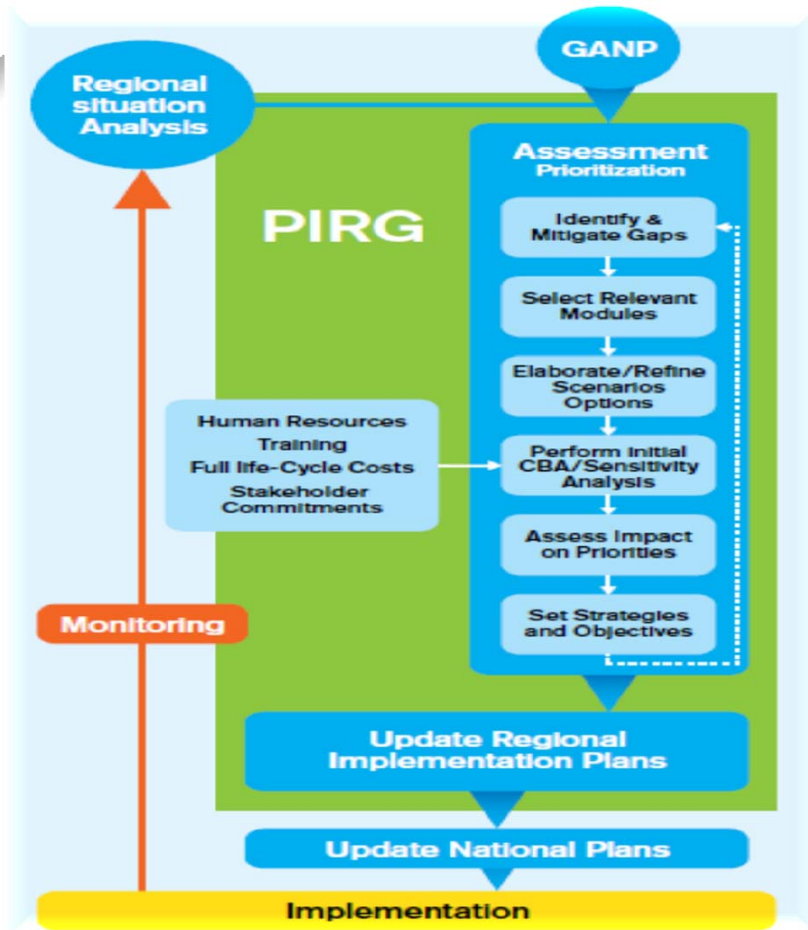 GANP
Regional
situation
Analysis
Assessment
Prioritization
PIRG
Identify &
Mitigate Gaps
Select Relevant
Modules
Elaborate/Refine
Scenarios
Options
Human Resources
Training
Full life-Cycle Costs
Stakeholder
Commitments
Perform Initial
CBA/Sensitivity
Analysis
Assess Impact
on Priorities
Set Strategies
and Objectives
Monitoring
Update Regional
Implementation Plans
Update National Plans
Implementation